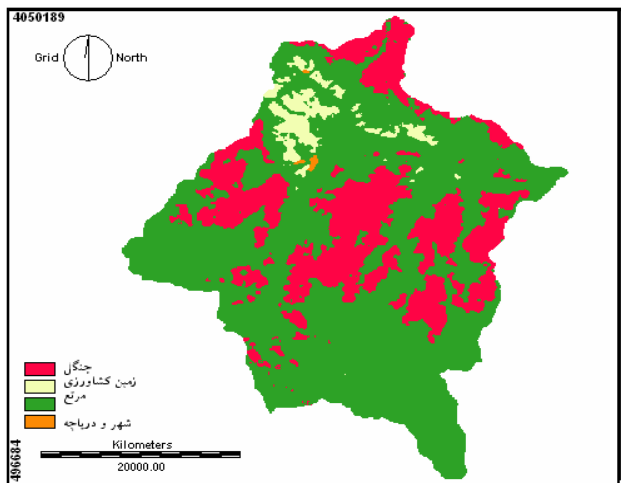 4050189
Grid North
جنگل
زمین کشاورزی
مرتع
شهر و دریاچه
Kilometers
20000.00
496684